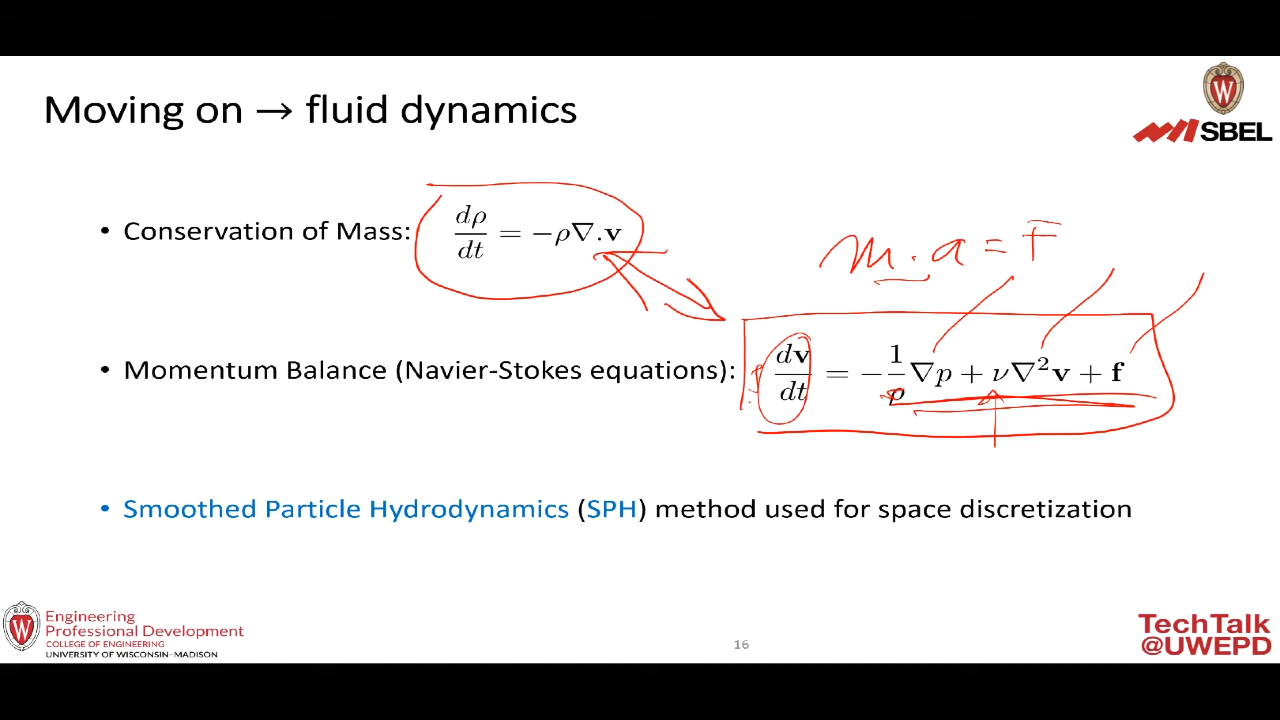 Moving on → fluid dynamics
SBEL
• Conservation of Mass: dρ/dt = −ρ∇.v
m · a = F
• Momentum Balance (Navier-Stokes equations): dv/dt = −1/ρ ∇p + ν∇²v + f
• Smoothed Particle Hydrodynamics (SPH) method used for space discretization
W
Engineering
Professional Development
COLLEGE OF ENGINEERING
UNIVERSITY OF WISCONSIN–MADISON
16
TechTalk
@UWEPD